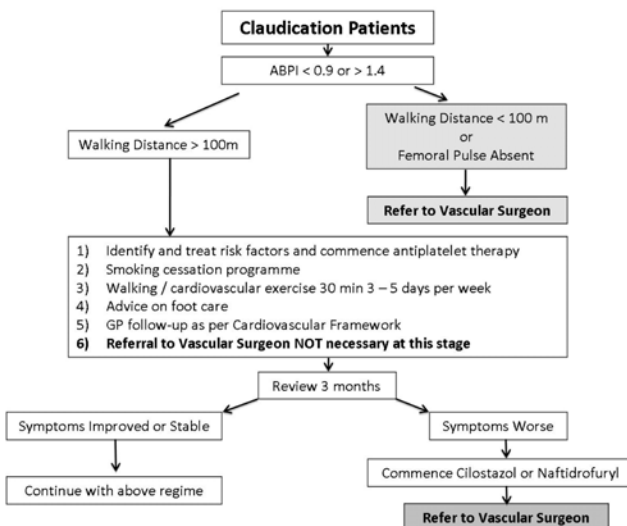 Claudication Patients
ABPI < 0.9 or > 1.4
Walking Distance > 100m
Walking Distance < 100 m
or
Femoral Pulse Absent
Refer to Vascular Surgeon
1) Identify and treat risk factors and commence antiplatelet therapy
2) Smoking cessation programme
3) Walking / cardiovascular exercise 30 min 3 – 5 days per week
4) Advice on foot care
5) GP follow-up as per Cardiovascular Framework
6) Referral to Vascular Surgeon NOT necessary at this stage
Review 3 months
Symptoms Improved or Stable
Symptoms Worse
Continue with above regime
Commence Cilostazol or Naftidrofuryl
Refer to Vascular Surgeon